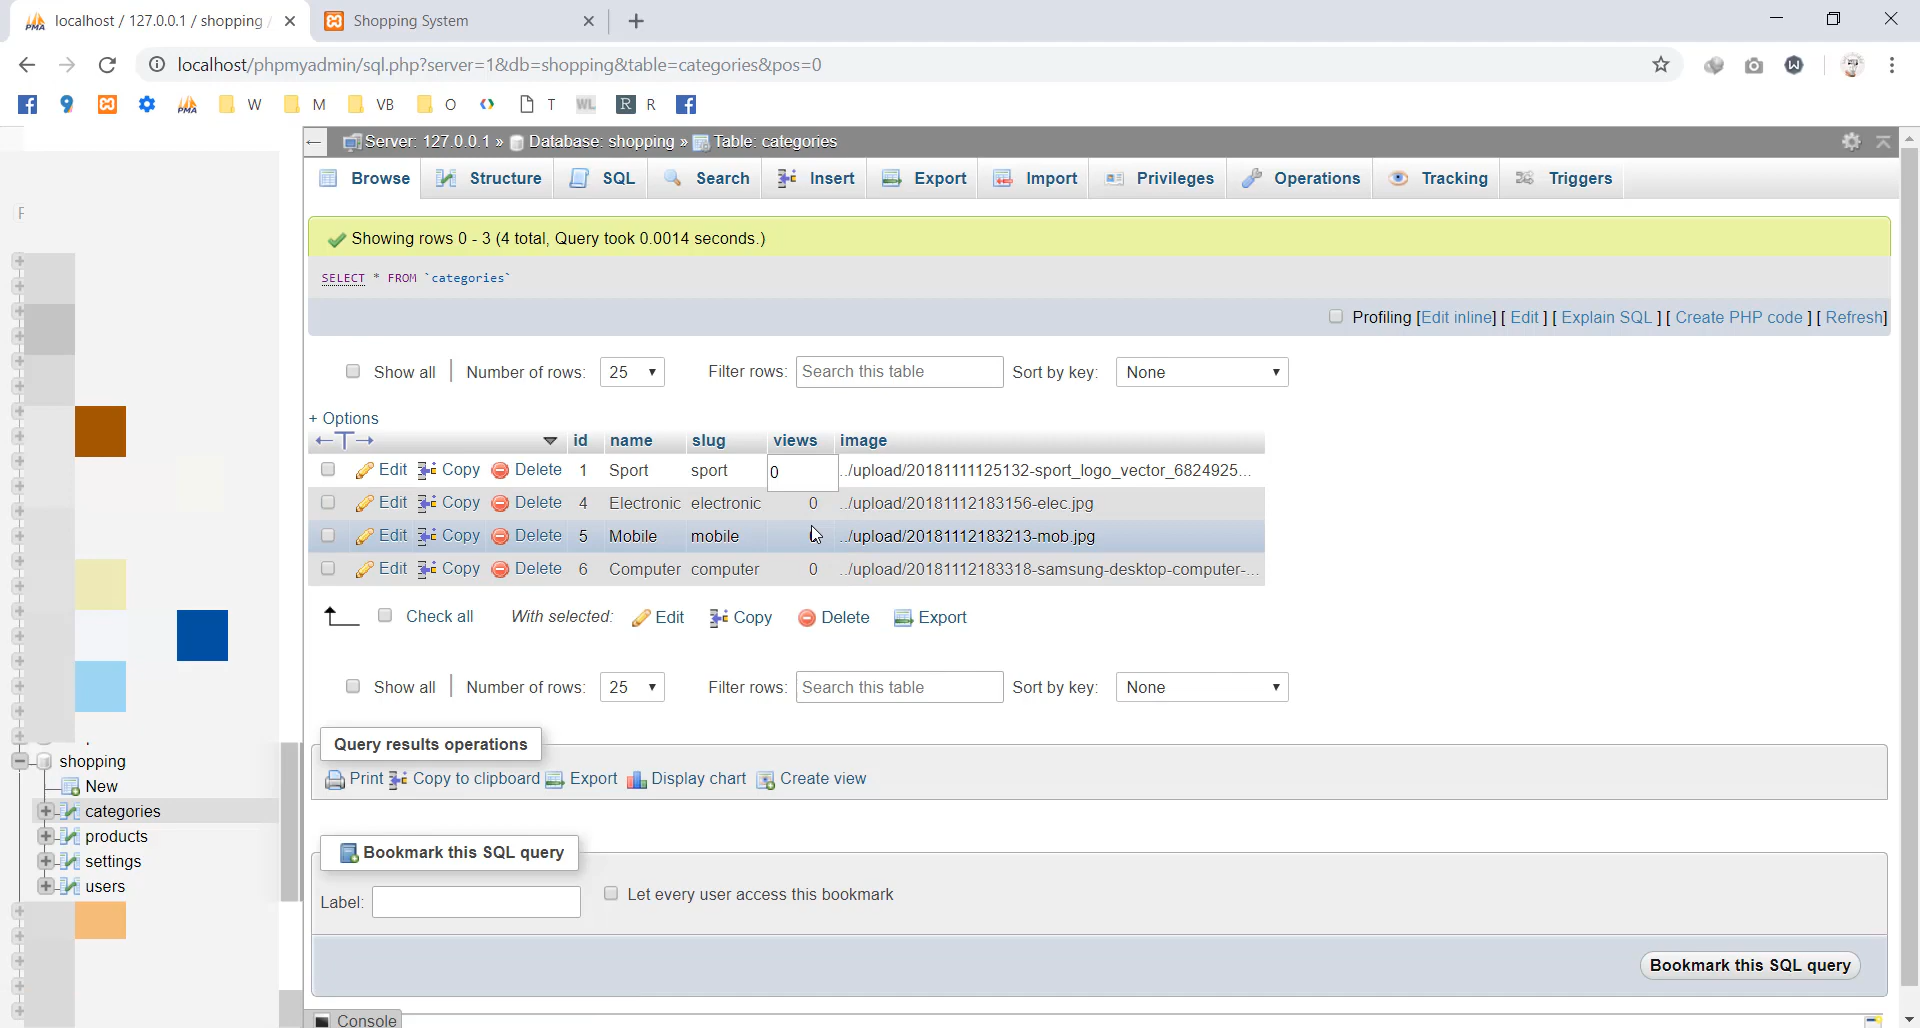 localhost / 127.0.0.1 / shopping /
Shopping System
localhost/phpmyadmin/sql.php?server=1&db=shopping&table=categories&pos=0
W M VB O T WL R R
Server: 127.0.0.1 » Database: shopping » Table: categories
Browse Structure SQL Search Insert Export Import Privileges Operations Tracking Triggers
Showing rows 0 - 3 (4 total, Query took 0.0014 seconds.)
SELECT * FROM `categories`
Profiling [Edit inline] [ Edit ] [ Explain SQL ] [ Create PHP code ] [ Refresh]
Show all Number of rows: 25 Filter rows: Search this table Sort by key: None
+ Options
id name slug views image
Edit Copy Delete 1 Sport sport 0 ../upload/20181111125132-sport_logo_vector_6824925...
Edit Copy Delete 4 Electronic electronic 0 ../upload/20181112183156-elec.jpg
Edit Copy Delete 5 Mobile mobile ../upload/20181112183213-mob.jpg
Edit Copy Delete 6 Computer computer 0 ../upload/20181112183318-samsung-desktop-computer-...
Check all With selected: Edit Copy Delete Export
Show all Number of rows: 25 Filter rows: Search this table Sort by key: None
Query results operations
Print Copy to clipboard Export Display chart Create view
Bookmark this SQL query
Label: Let every user access this bookmark
Bookmark this SQL query
Console
shopping
New
categories
products
settings
users